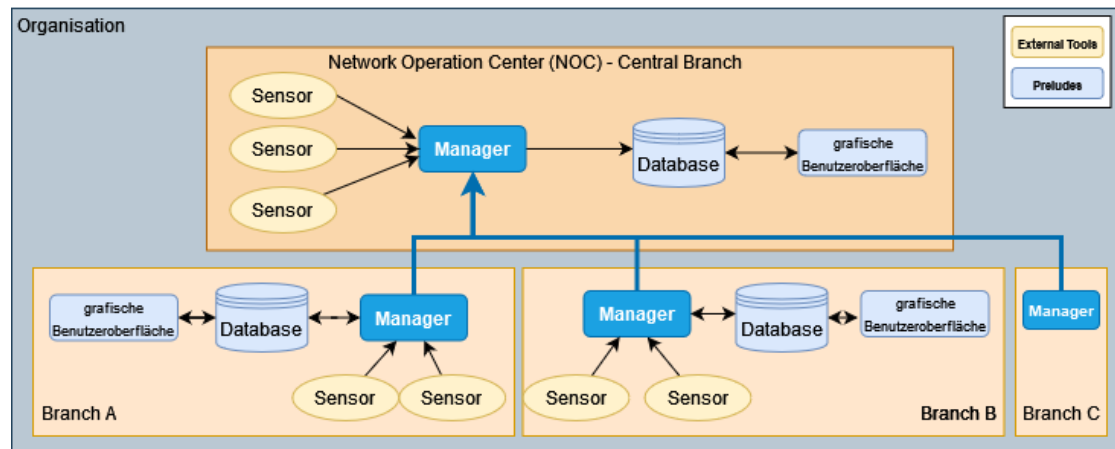 Organisation
External Tools
Preludes
Network Operation Center (NOC) - Central Branch
Sensor
Sensor
Sensor
Manager
Database
grafische
Benutzeroberfläche
grafische
Benutzeroberfläche
Database
Manager
Sensor
Sensor
Branch A
Manager
Database
grafische
Benutzeroberfläche
Sensor
Sensor
Branch B
Manager
Branch C